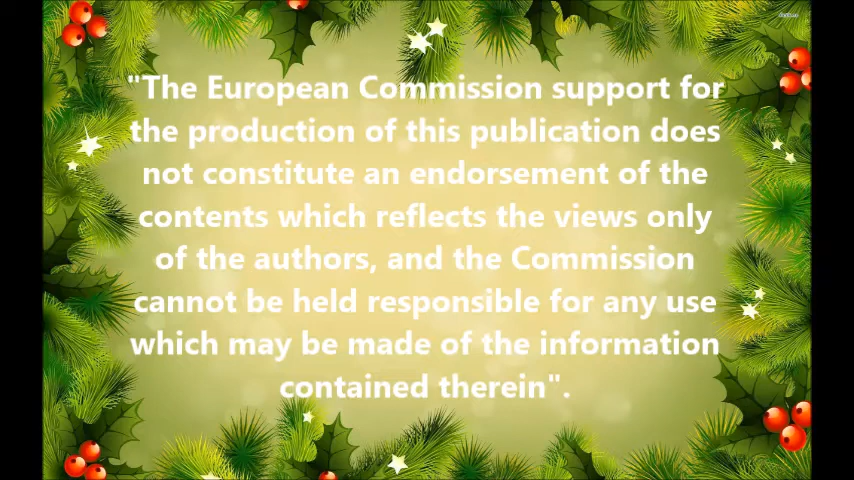 "The European Commission support for
the production of this publication does
not constitute an endorsement of the
contents which reflects the views only
of the authors, and the Commission
cannot be held responsible for any use
which may be made of the information
contained therein".